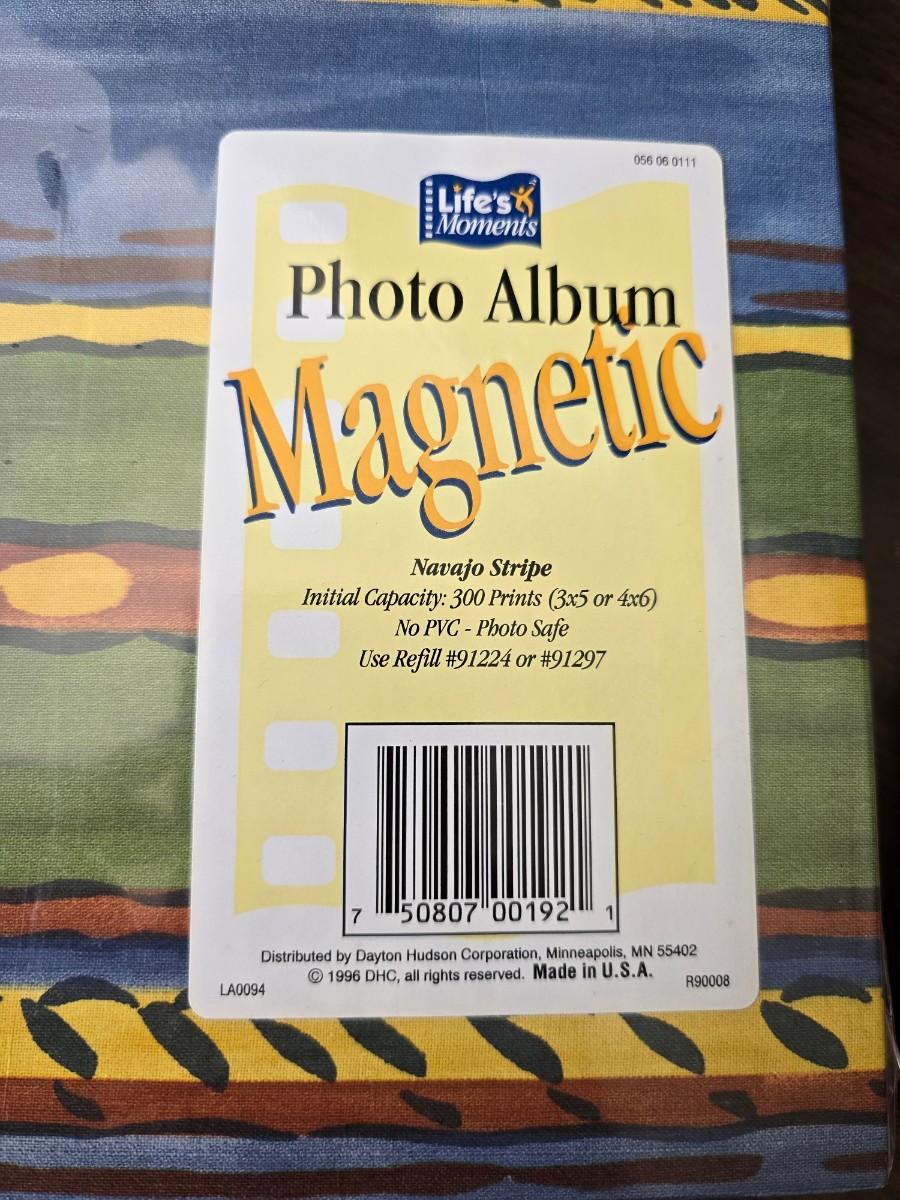 056 06 0111
Life's
Moments
Photo Album
Magnetic
Navajo Stripe
Initial Capacity: 300 Prints (3x5 or 4x6)
No PVC - Photo Safe
Use Refill #91224 or #91297
7 50807 00192 1
Distributed by Dayton Hudson Corporation, Minneapolis, MN 55402
© 1996 DHC, all rights reserved. Made in U.S.A.
LA0094 R90008